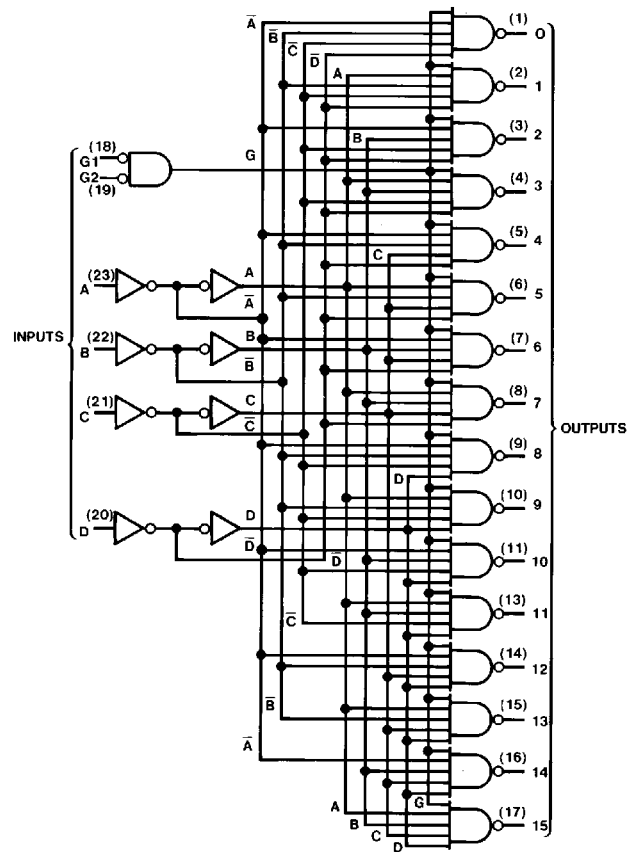 A̅
B̅
C̅
D̅
(1)
0
A
(2)
1
B
(3)
2
(18)
G1
G2
(19)
G
(4)
3
(5)
4
C
(23)
A
A
A̅
(6)
5
INPUTS
(22)
B
B
B̅
(7)
6
(21)
C
C
C̅
(8)
7
OUTPUTS
(9)
8
D
(20)
D
D
D̅
D̅
(10)
9
(11)
10
C̅
(13)
11
(14)
12
B̅
(15)
13
A̅
(16)
14
G
A
B
C
D
(17)
15